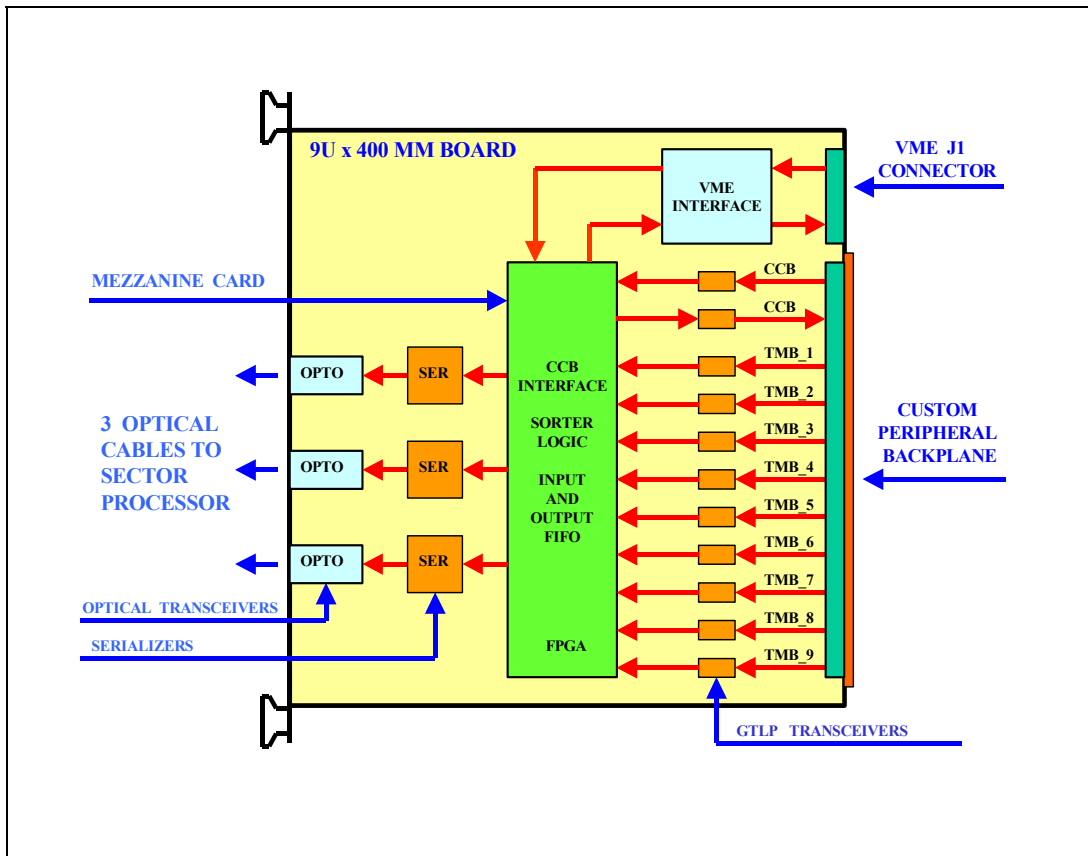 9U x 400 MM BOARD
VME J1
CONNECTOR
VME
INTERFACE
MEZZANINE CARD
CCB
CCB
TMB_1
TMB_2
TMB_3
TMB_4
TMB_5
TMB_6
TMB_7
TMB_8
TMB_9
OPTO
SER
OPTO
SER
OPTO
SER
CCB
INTERFACE
SORTER
LOGIC
INPUT
AND
OUTPUT
FIFO
FPGA
3 OPTICAL
CABLES TO
SECTOR
PROCESSOR
CUSTOM
PERIPHERAL
BACKPLANE
OPTICAL TRANSCEIVERS
SERIALIZERS
GTLP TRANSCEIVERS